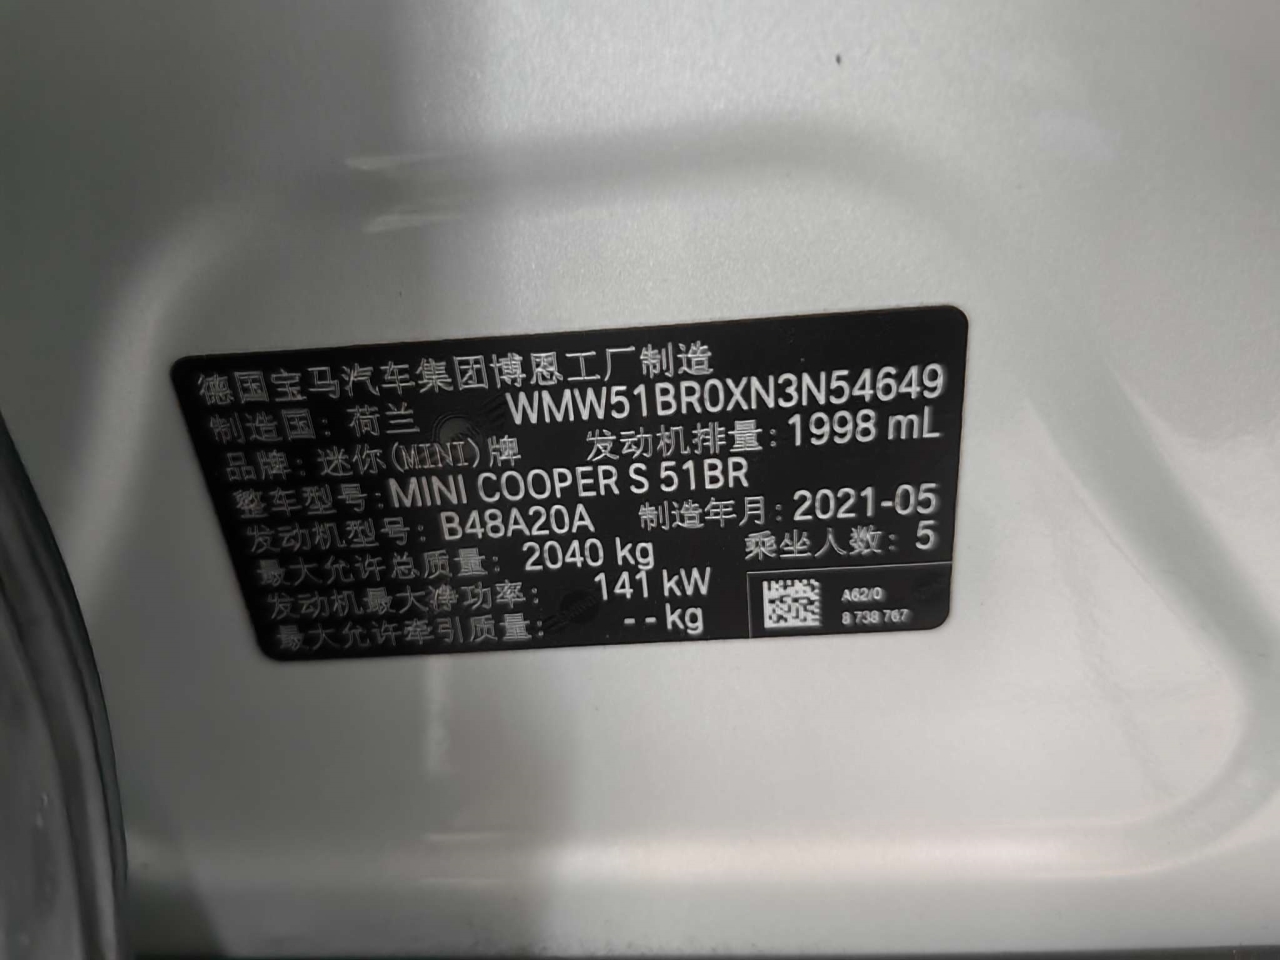 德国宝马汽车集团博恩工厂制造
制造国: 荷兰 WMW51BR0XN3N54649
品牌: 迷你(MINI)牌 发动机排量: 1998 mL
整车型号: MINI COOPER S 51BR
发动机型号: B48A20A 制造年月: 2021-05
最大允许总质量: 2040 kg 乘坐人数: 5
发动机最大净功率: 141 kW
最大允许牵引质量: -- kg
A62/0
8 738 767